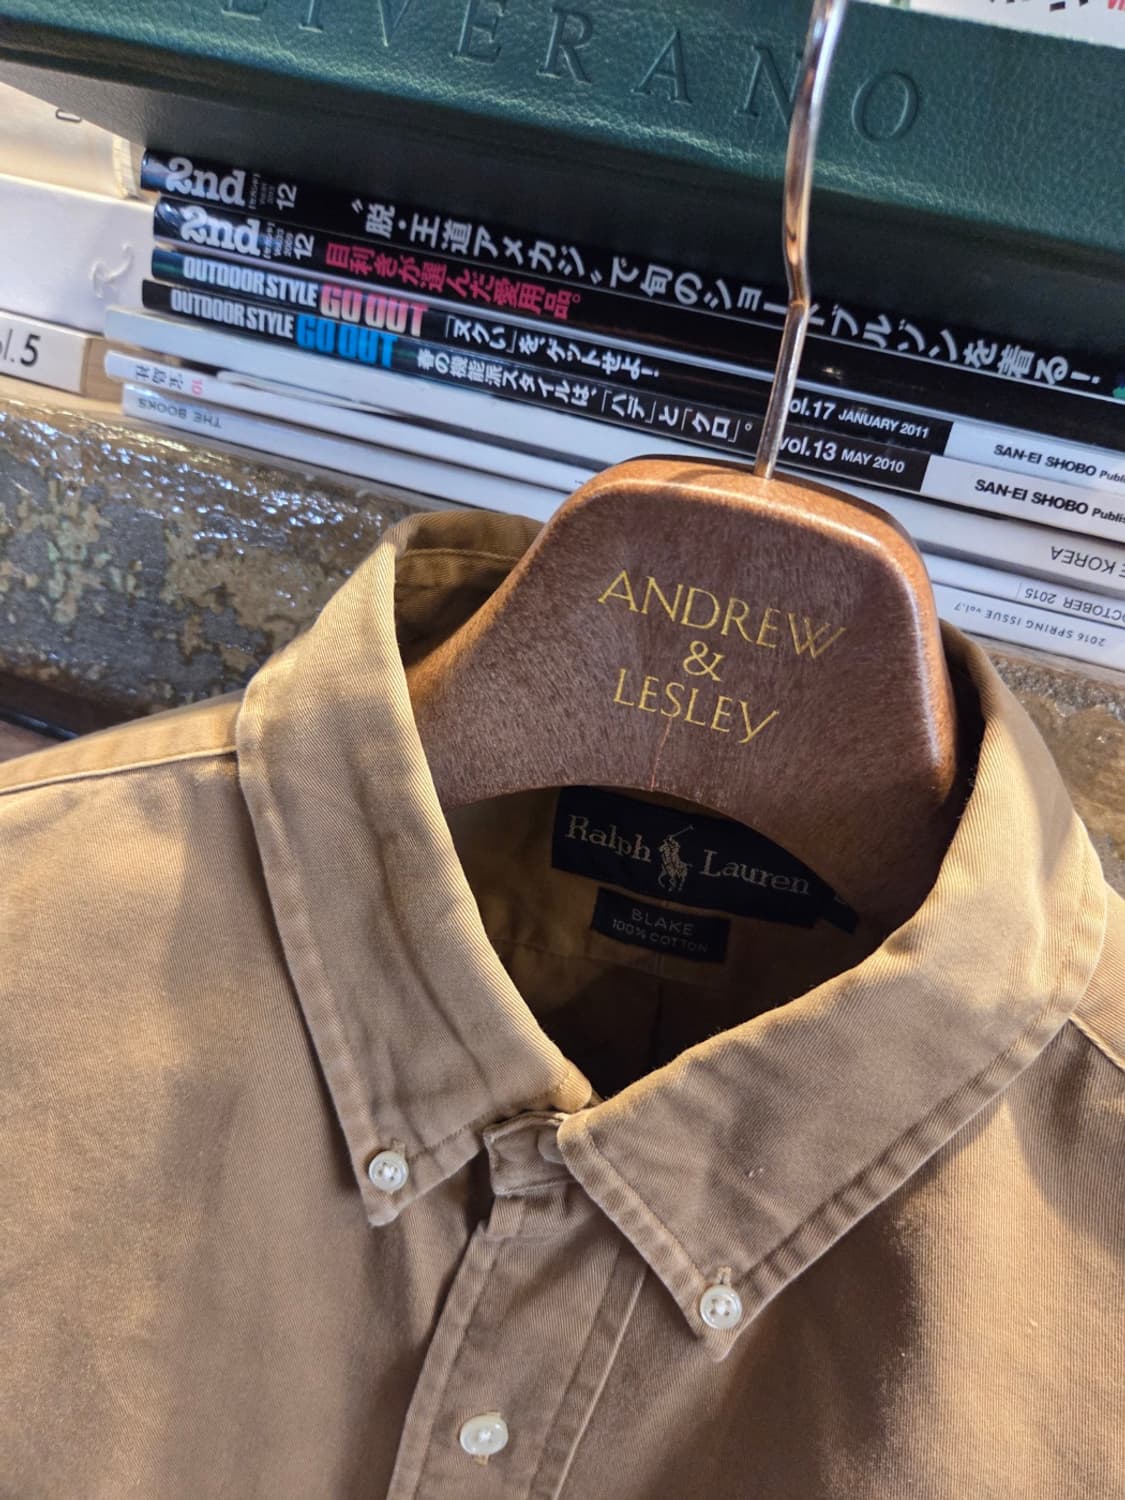 LIVERANO
2nd 12 “脱・王道アメカジ”で旬のショートブルゾンを着る!
2nd 12 目利きが選んだ愛用品。
OUTDOOR STYLE GO OUT 「ヌクい」を、ゲットせよ! vol.17 JANUARY 2011 SAN-EI SHOBO
OUTDOOR STYLE GO OUT 春の機能派スタイルは、「ハデ」と「クロ」。 vol.13 MAY 2010 SAN-EI SHOBO
KOREA
OCTOBER 2015
THE BOOKS 2016 SPRING ISSUE vol.7
ANDREW
&
LESLEY
Ralph Lauren
BLAKE
100% COTTON